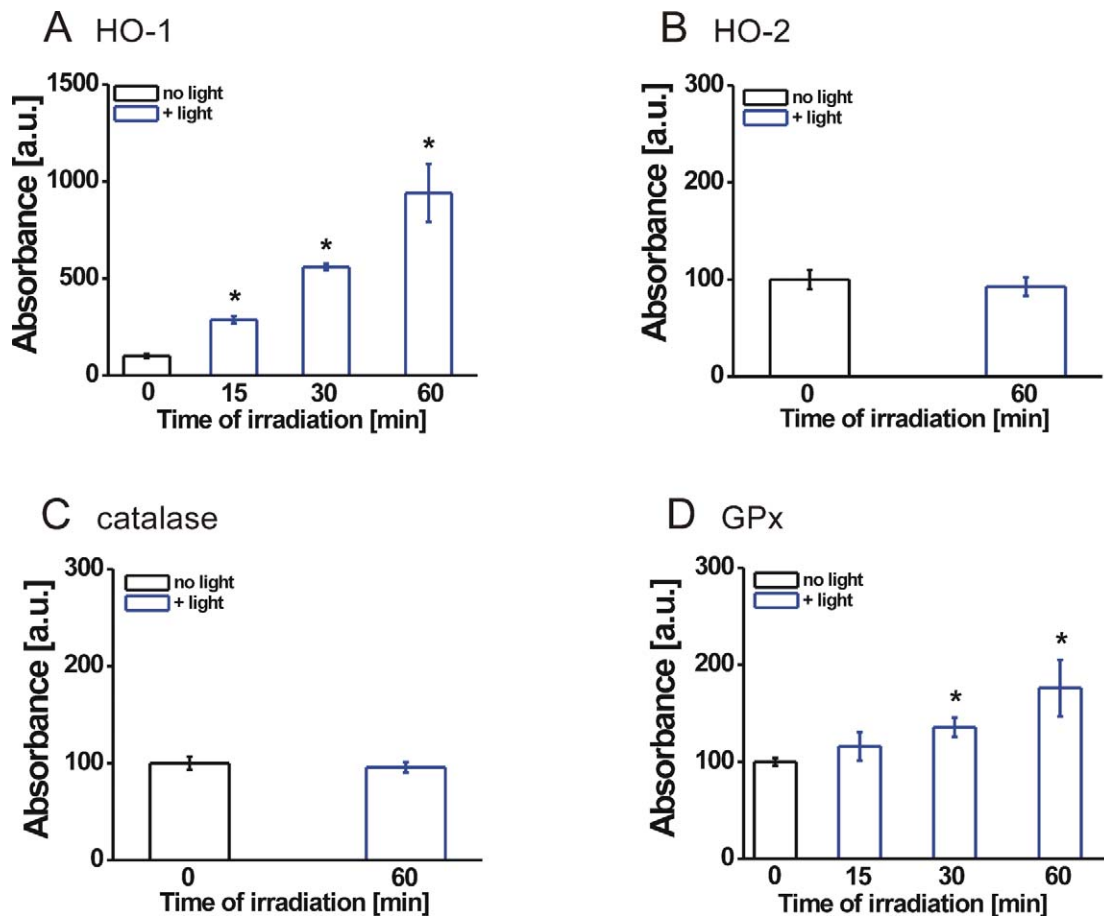 A HO-1
Absorbance [a.u.]
1500
1000
500
0
no light
+ light
*
*
*
0 15 30 60
Time of irradiation [min]
B HO-2
Absorbance [a.u.]
300
200
100
0
no light
+ light
0 60
Time of irradiation [min]
C catalase
Absorbance [a.u.]
300
200
100
0
no light
+ light
0 60
Time of irradiation [min]
D GPx
Absorbance [a.u.]
300
200
100
0
no light
+ light
*
*
0 15 30 60
Time of irradiation [min]